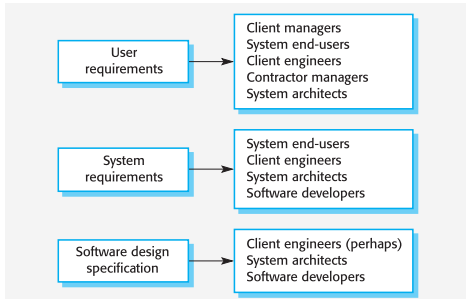 User
requirements
Client managers
System end-users
Client engineers
Contractor managers
System architects
System
requirements
System end-users
Client engineers
System architects
Software developers
Software design
specification
Client engineers (perhaps)
System architects
Software developers